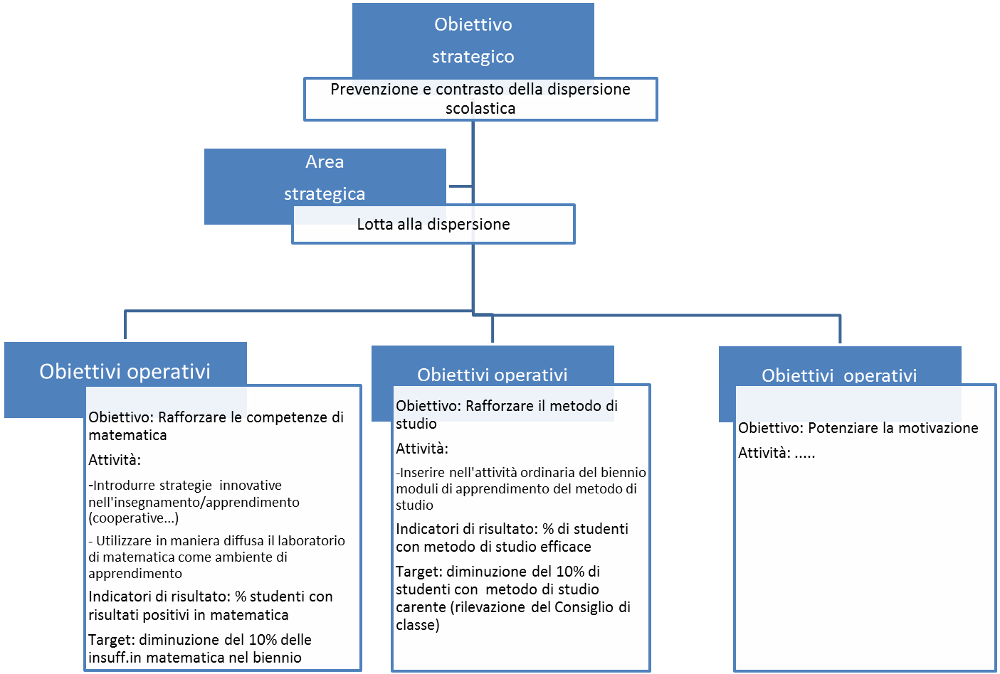 Obiettivo
strategico
Prevenzione e contrasto della dispersione
scolastica
Area
strategica
Lotta alla dispersione
Obiettivi operativi
Obiettivo: Rafforzare le competenze di
matematica
Attività:
-Introdurre strategie innovative
nell'insegnamento/apprendimento
(cooperative...)
- Utilizzare in maniera diffusa il laboratorio
di matematica come ambiente di
apprendimento
Indicatori di risultato: % studenti con
risultati positivi in matematica
Target: diminuzione del 10% delle
insuff.in matematica nel biennio
Obiettivi operativi
Obiettivo: Rafforzare il metodo di
studio
Attività:
-Inserire nell'attività ordinaria del biennio
moduli di apprendimento del metodo di
studio
Indicatori di risultato: % di studenti
con metodo di studio efficace
Target: diminuzione del 10% di
studenti con metodo di studio
carente (rilevazione del Consiglio di
classe)
Obiettivi operativi
Obiettivo: Potenziare la motivazione
Attività: .....